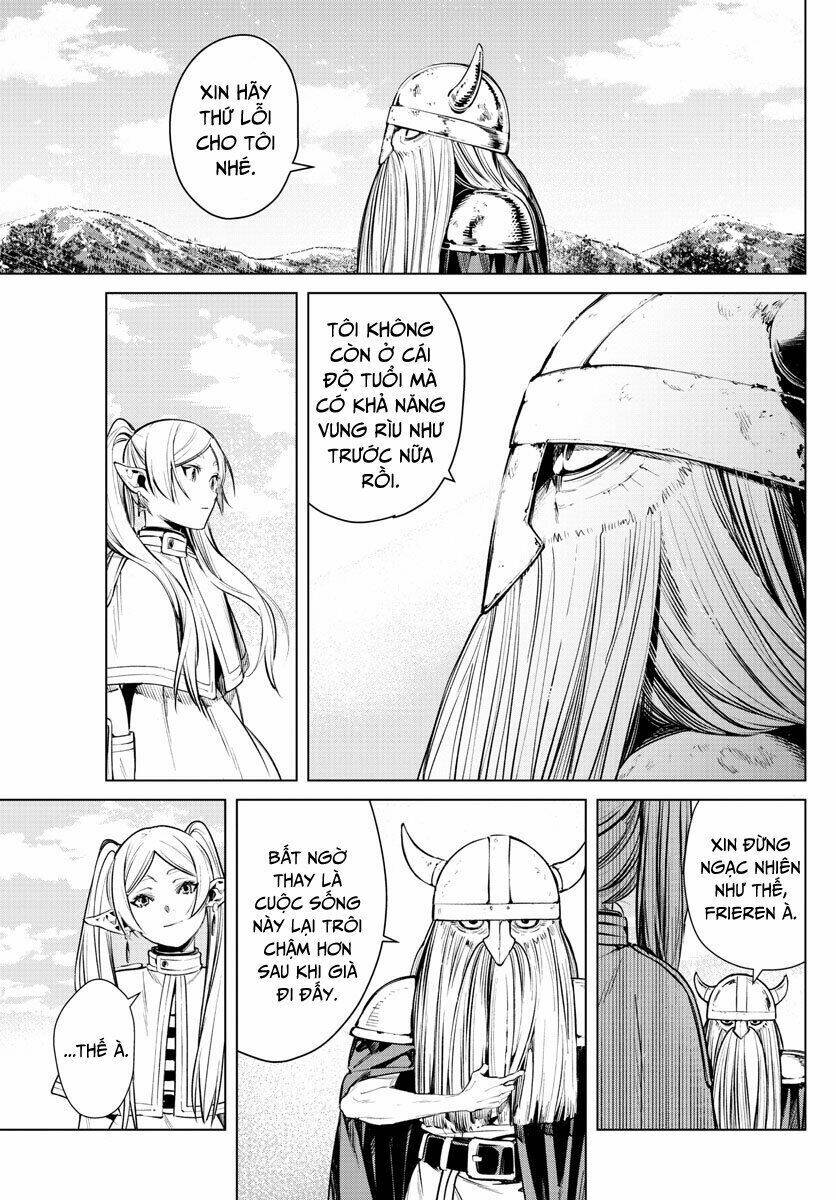 XIN HÃY
THỨ LỖI
CHO TÔI
NHÉ.
TÔI KHÔNG
CÒN Ở CÁI
ĐỘ TUỔI MÀ
CÓ KHẢ NĂNG
VUNG RÌU NHƯ
TRƯỚC NỮA
RỒI.
XIN ĐỪNG
NGẠC NHIÊN
NHƯ THẾ,
FRIEREN À.
BẤT NGỜ
THAY LÀ
CUỘC SỐNG
NÀY LẠI TRÔI
CHẬM HƠN
SAU KHI GIÀ
ĐI ĐẤY.
...THẾ À.